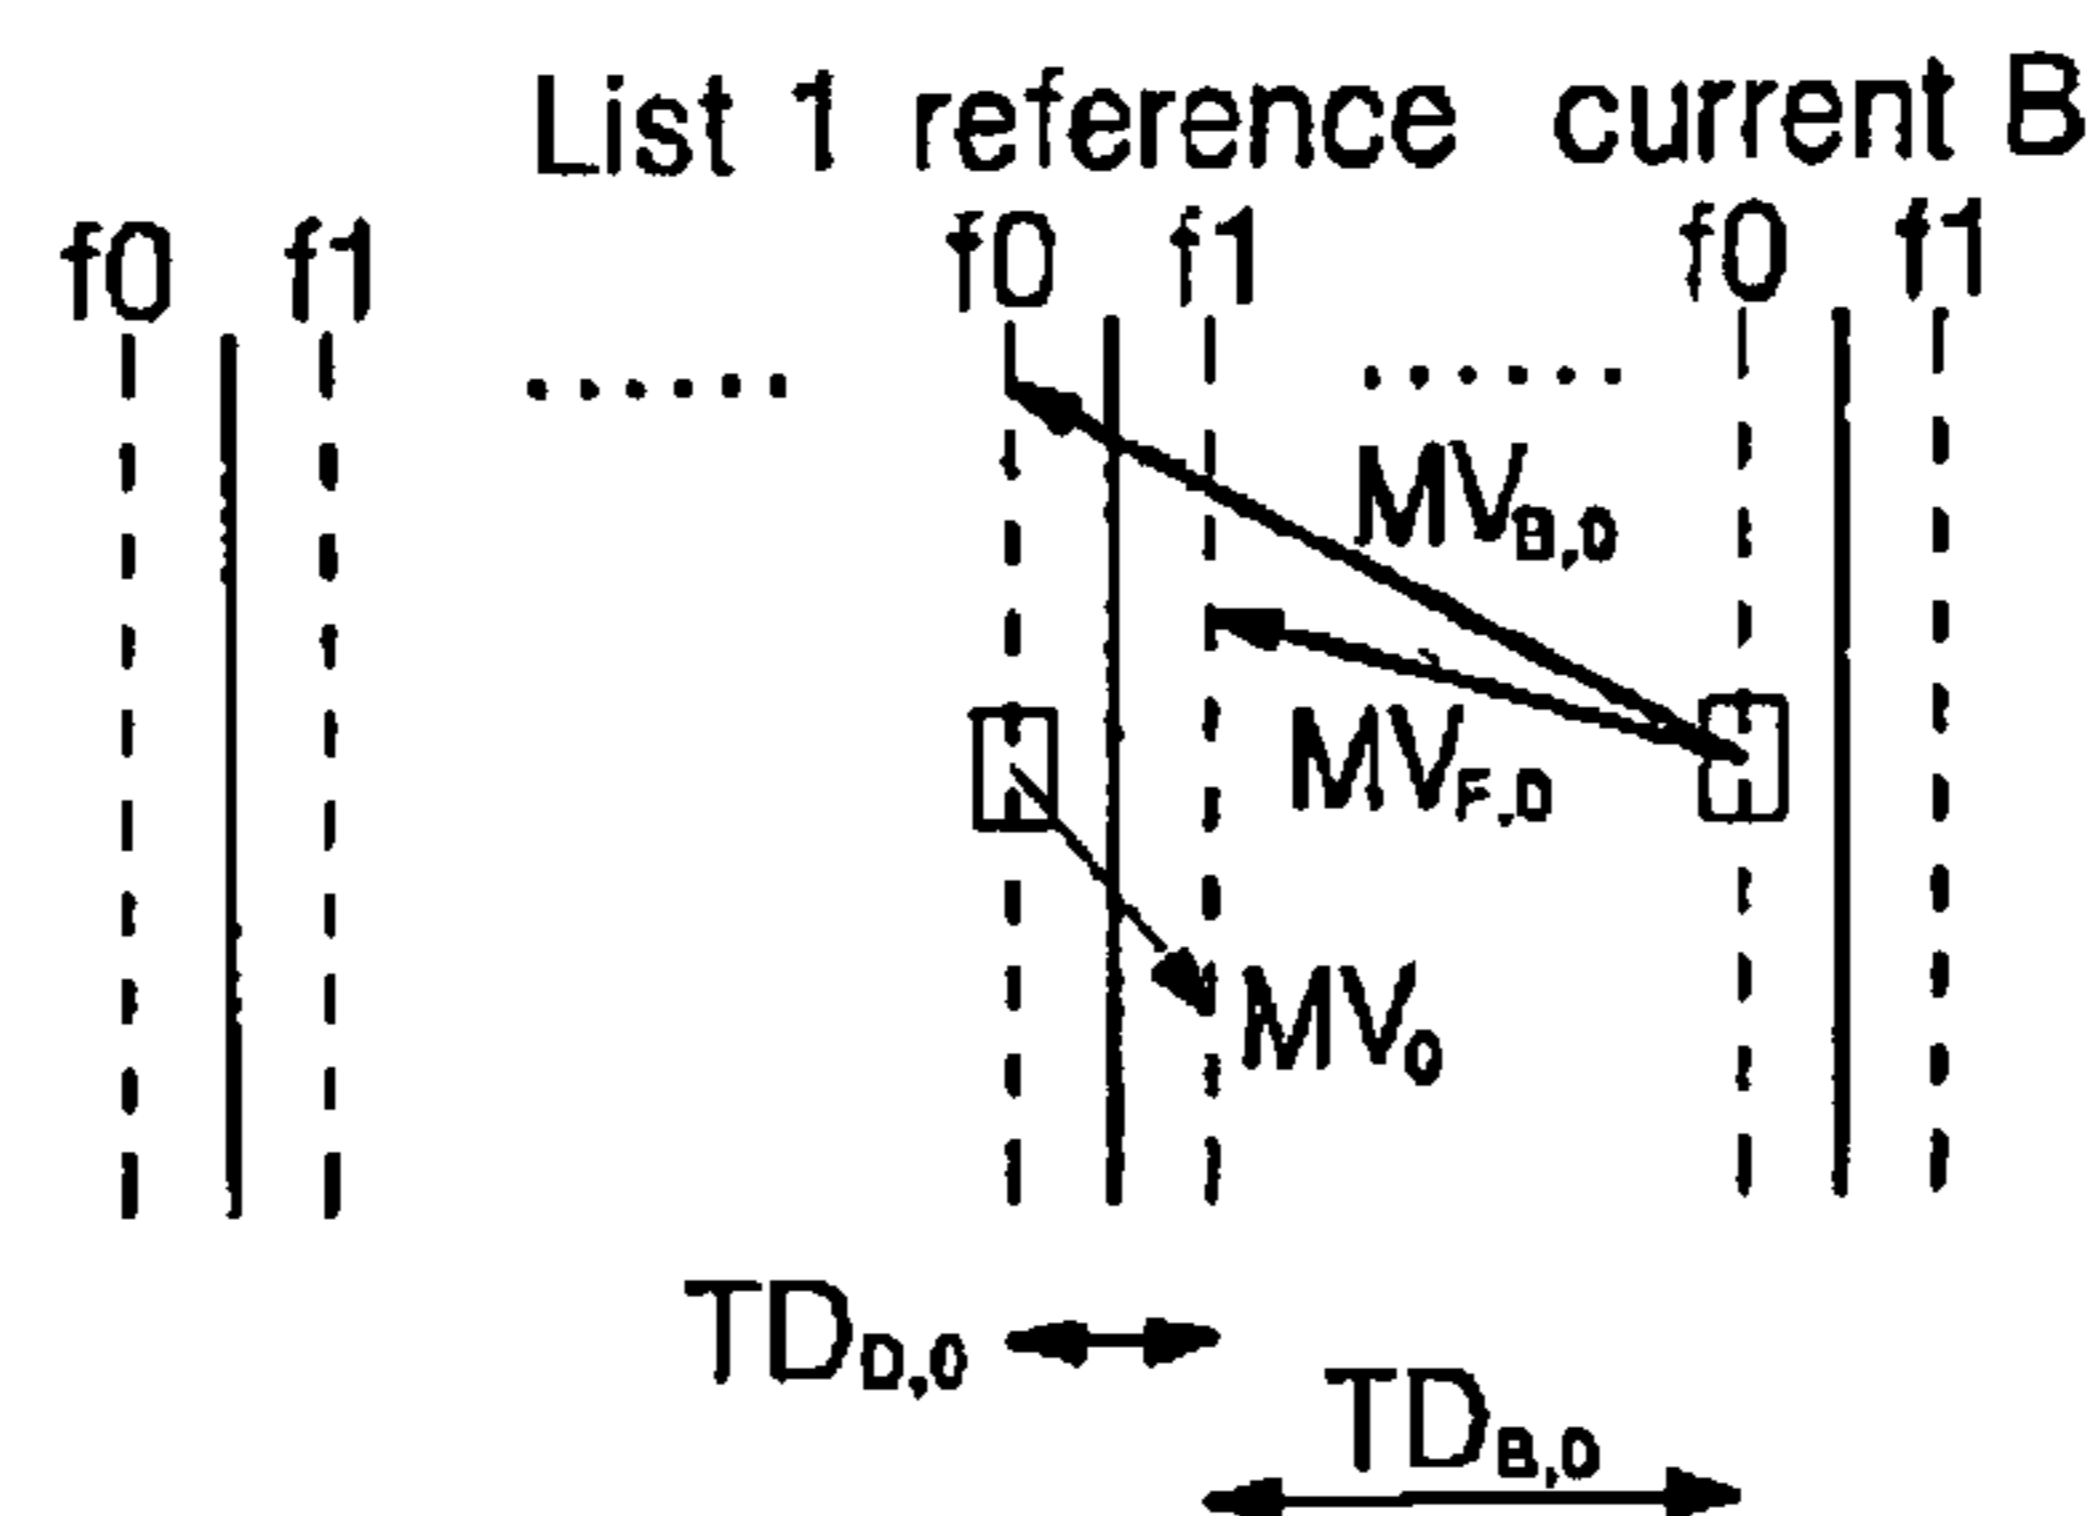 List 1 reference current B
f0 f1 f0 f1 f0 f1
MVB,0
MVF,0
MV0
TDD,0
TDB,0